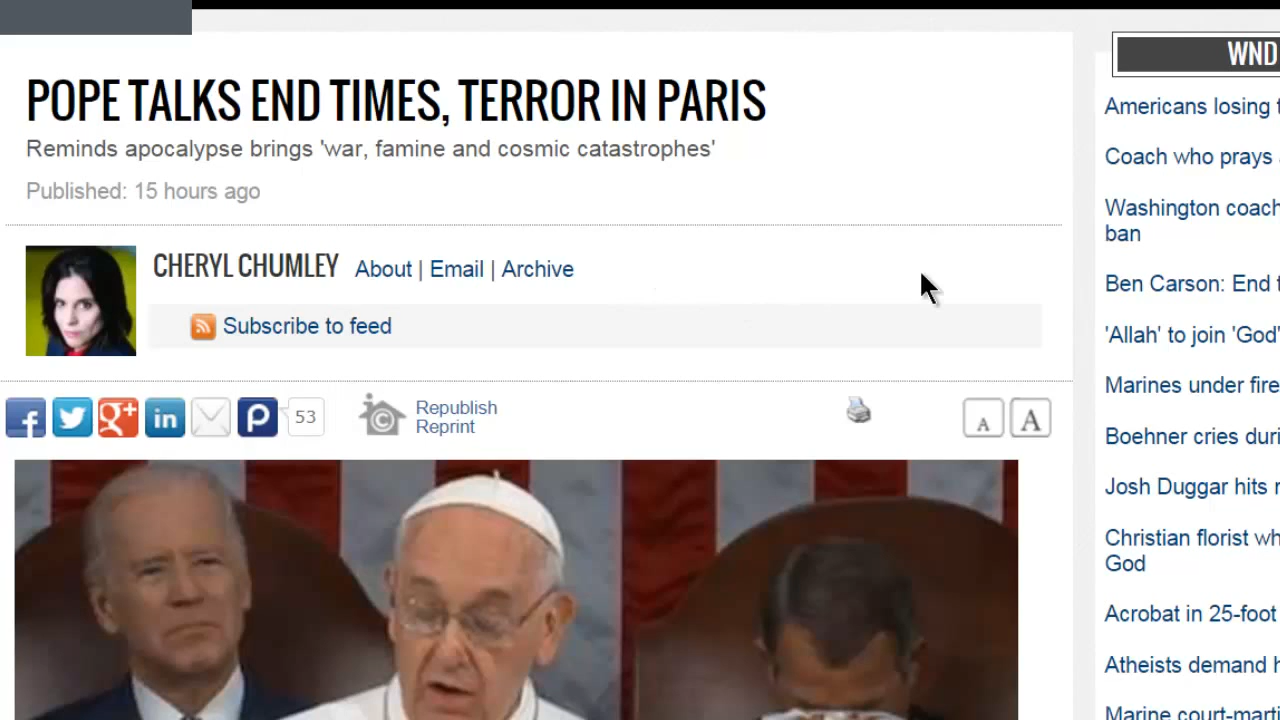 POPE TALKS END TIMES, TERROR IN PARIS
Reminds apocalypse brings 'war, famine and cosmic catastrophes'
Published: 15 hours ago
CHERYL CHUMLEY About | Email | Archive
Subscribe to feed
53
Republish
Reprint
A A
WND
Americans losing
Coach who prays
Washington coach
ban
Ben Carson: End
'Allah' to join 'God'
Marines under fire
Boehner cries duri
Josh Duggar hits
Christian florist wh
God
Acrobat in 25-foot
Atheists demand
Marine court-marti